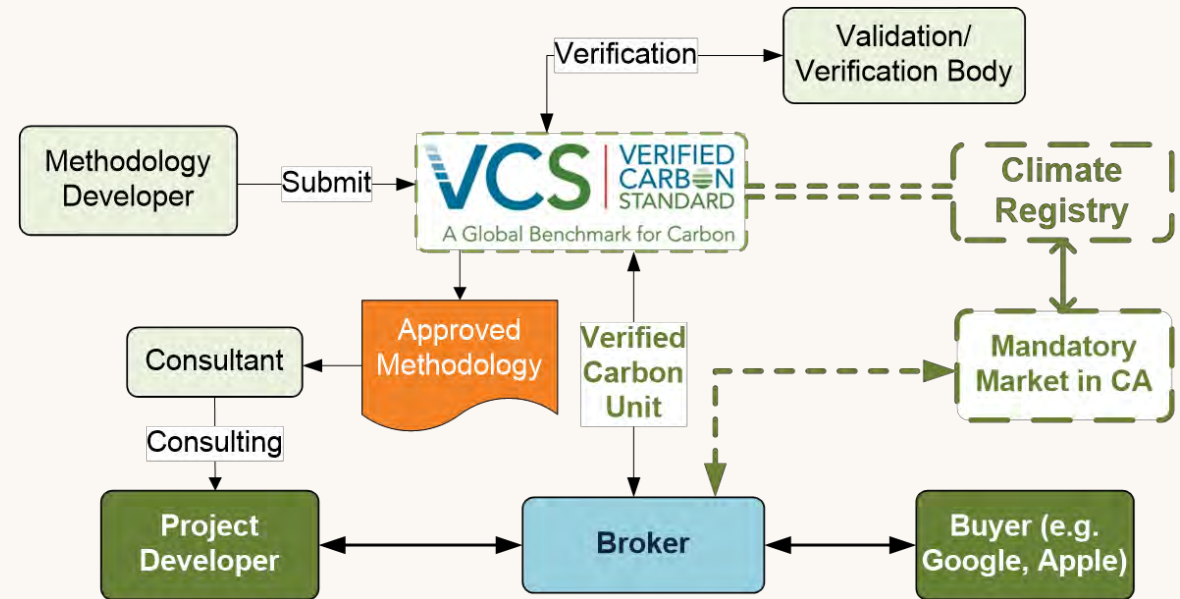 Verification
Validation/
Verification Body
Methodology
Developer
Submit
VCS
VERIFIED
CARBON
STANDARD
A Global Benchmark for Carbon
Climate
Registry
Approved
Methodology
Consultant
Verified
Carbon
Unit
Mandatory
Market in CA
Consulting
Project
Developer
Broker
Buyer (e.g.
Google, Apple)